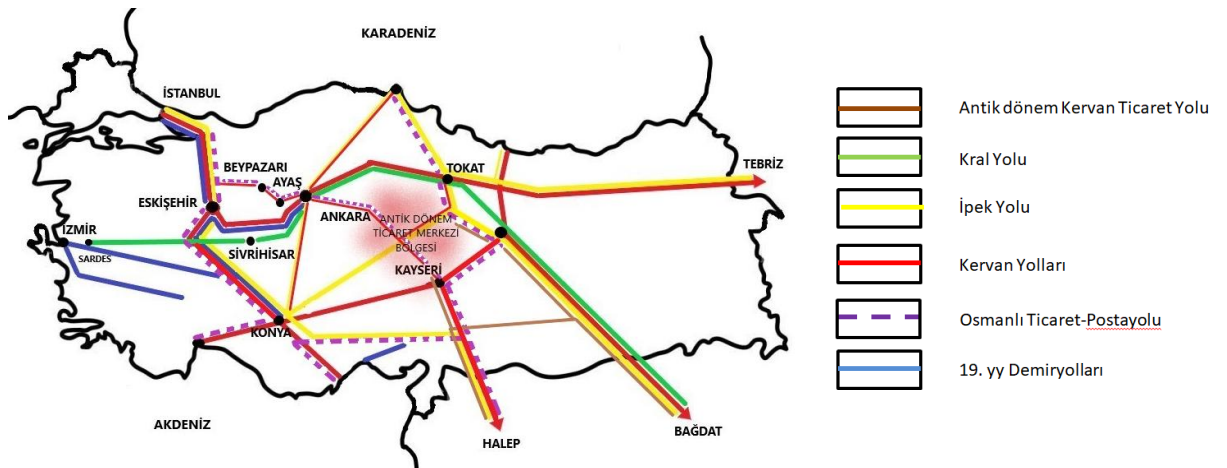 KARADENİZ
İSTANBUL
BEYPAZARI
AYAŞ
TOKAT
TEBRİZ
ESKİŞEHİR
ANKARA
ANTİK DÖNEM
TİCARET MERKEZİ
BÖLGESİ
İZMİR
SARDES
SİVRİHİSAR
KAYSERİ
KONYA
AKDENİZ
HALEP
BAĞDAT
Antik dönem Kervan Ticaret Yolu
Kral Yolu
İpek Yolu
Kervan Yolları
Osmanlı Ticaret-Postayolu
19. yy Demiryolları